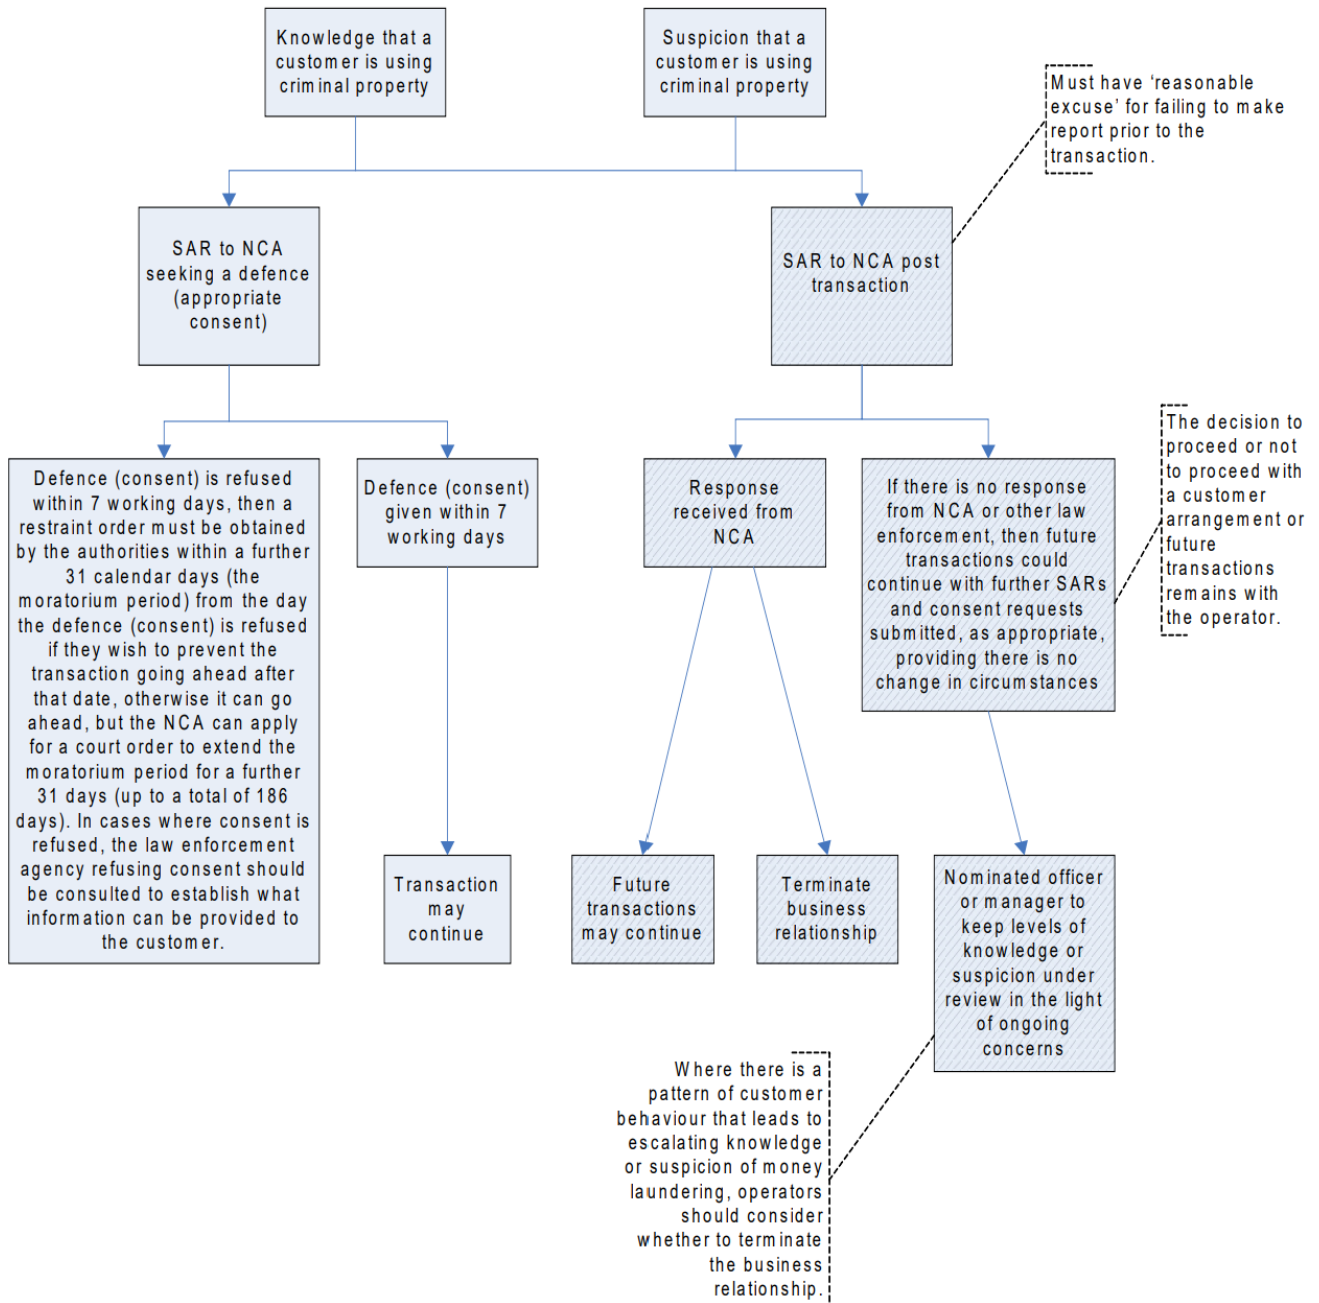 Knowledge that a
customer is using
criminal property
Suspicion that a
customer is using
criminal property
Must have ‘reasonable
excuse’ for failing to make
report prior to the
transaction.
SAR to NCA
seeking a defence
(appropriate
consent)
SAR to NCA post
transaction
The decision to
proceed or not
to proceed with
a customer
arrangement or
future
transactions
remains with
the operator.
Defence (consent) is refused
within 7 working days, then a
restraint order must be obtained
by the authorities within a further
31 calendar days (the
moratorium period) from the day
the defence (consent) is refused
if they wish to prevent the
transaction going ahead after
that date, otherwise it can go
ahead, but the NCA can apply
for a court order to extend the
moratorium period for a further
31 days (up to a total of 186
days). In cases where consent is
refused, the law enforcement
agency refusing consent should
be consulted to establish what
information can be provided to
the customer.
Defence (consent)
given within 7
working days
Response
received from
NCA
If there is no response
from NCA or other law
enforcement, then future
transactions could
continue with further SARs
and consent requests
submitted, as appropriate,
providing there is no
change in circumstances
Transaction
may
continue
Future
transactions
may continue
Terminate
business
relationship
Nominated officer
or manager to
keep levels of
knowledge or
suspicion under
review in the light
of ongoing
concerns
Where there is a
pattern of customer
behaviour that leads to
escalating knowledge
or suspicion of money
laundering, operators
should consider
whether to terminate
the business
relationship.